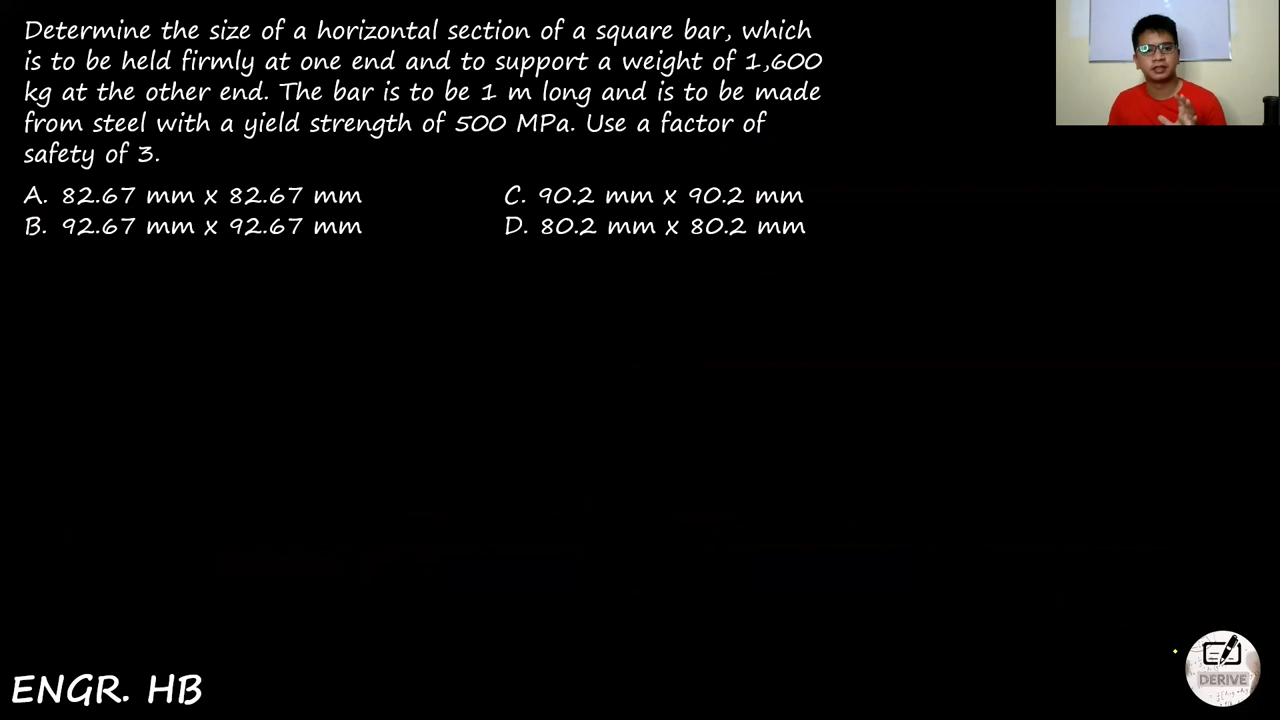 Determine the size of a horizontal section of a square bar, which
is to be held firmly at one end and to support a weight of 1,600
kg at the other end. The bar is to be 1 m long and is to be made
from steel with a yield strength of 500 MPa. Use a factor of
safety of 3.
A. 82.67 mm x 82.67 mm
C. 90.2 mm x 90.2 mm
B. 92.67 mm x 92.67 mm
D. 80.2 mm x 80.2 mm
DERIVE
ENGR. HB